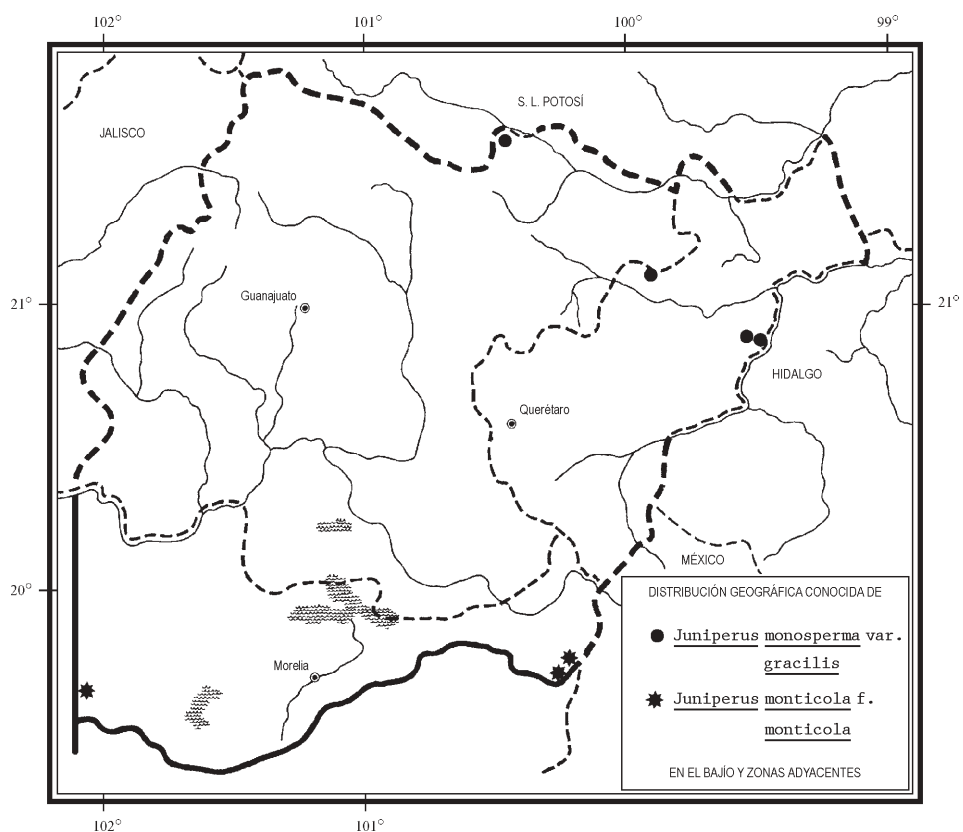 102° 101° 100° 99°
S. L. POTOSÍ
JALISCO
Guanajuato
21° 21°
HIDALGO
Querétaro
MÉXICO
20°
DISTRIBUCIÓN GEOGRÁFICA CONOCIDA DE
Juniperus monosperma var.
gracilis
Morelia
Juniperus monticola f.
monticola
EN EL BAJÍO Y ZONAS ADYACENTES
102° 101°